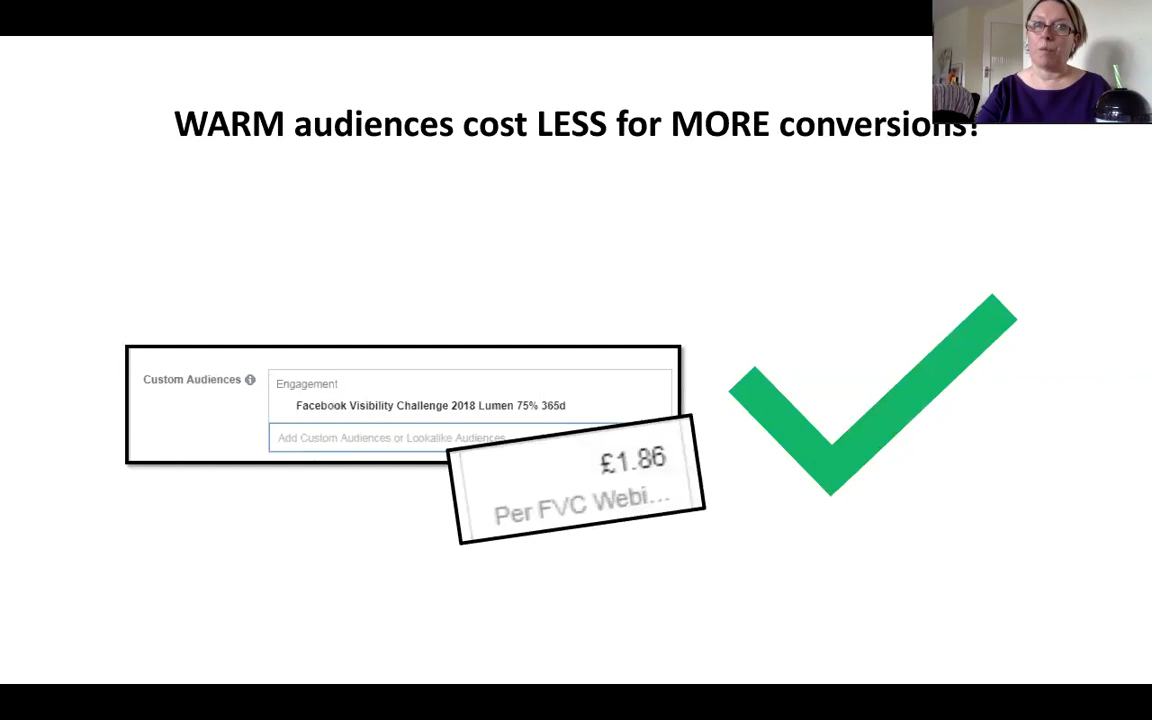 WARM audiences cost LESS for MORE conversions!
Custom Audiences
Engagement
Facebook Visibility Challenge 2018 Lumen 75% 365d
Add Custom Audiences or Lookalike Audiences
£1.86
Per FVC Webi...